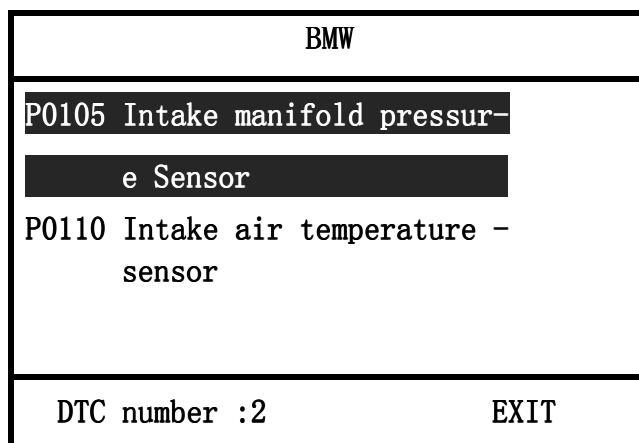 BMW
P0105 Intake manifold pressur-
e Sensor
P0110 Intake air temperature -
sensor
DTC number :2 EXIT